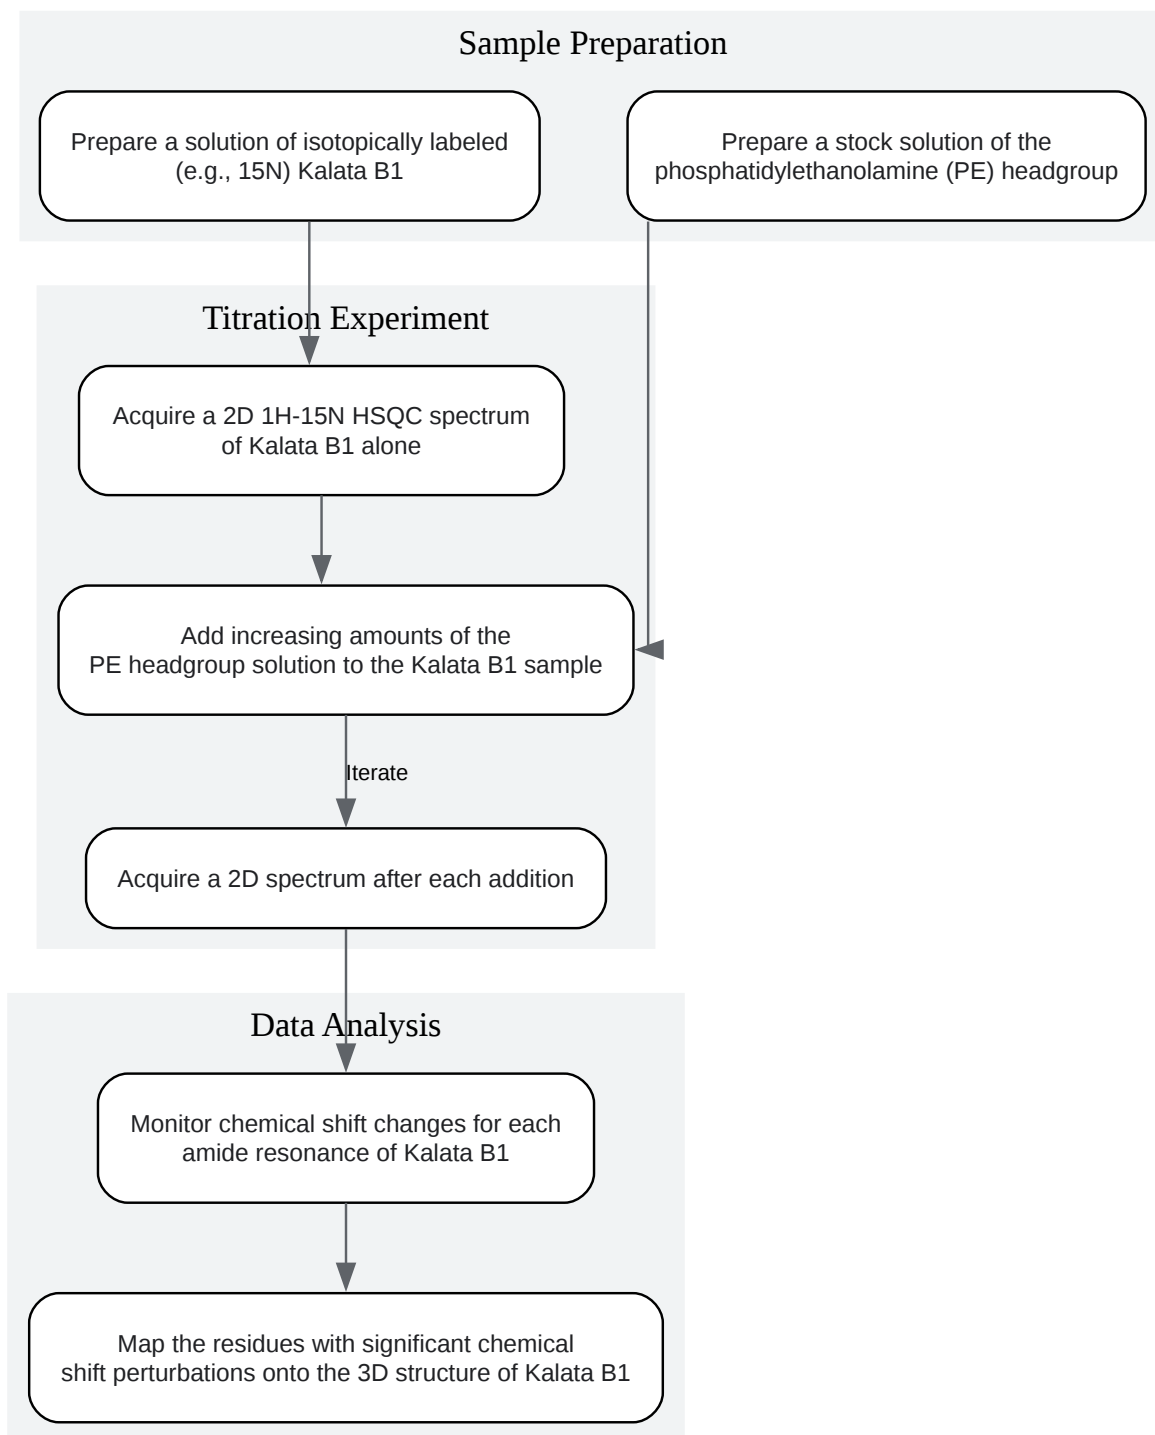 Sample Preparation
Prepare a solution of isotopically labeled
(e.g., 15N) Kalata B1
Prepare a stock solution of the
phosphatidylethanolamine (PE) headgroup
Titration Experiment
Acquire a 2D 1H-15N HSQC spectrum
of Kalata B1 alone
Add increasing amounts of the
PE headgroup solution to the Kalata B1 sample
Iterate
Acquire a 2D spectrum after each addition
Data Analysis
Monitor chemical shift changes for each
amide resonance of Kalata B1
Map the residues with significant chemical
shift perturbations onto the 3D structure of Kalata B1